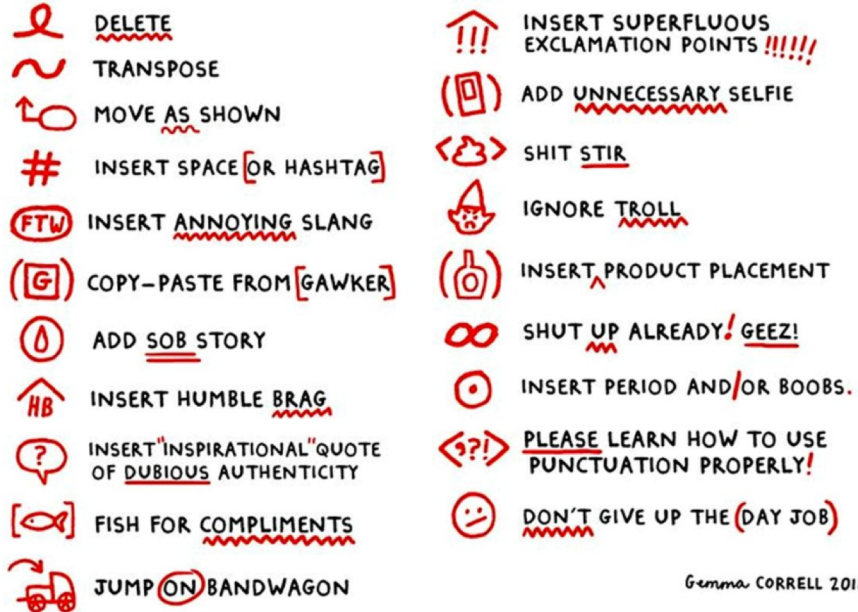 DELETE
TRANSPOSE
MOVE AS SHOWN
# INSERT SPACE [OR HASHTAG]
FTW INSERT ANNOYING SLANG
(G) COPY-PASTE FROM [GAWKER]
ADD SOB STORY
HB INSERT HUMBLE BRAG
? INSERT "INSPIRATIONAL" QUOTE
OF DUBIOUS AUTHENTICITY
FISH FOR COMPLIMENTS
JUMP ON BANDWAGON
!!! INSERT SUPERFLUOUS
EXCLAMATION POINTS !!!!!!
ADD UNNECESSARY SELFIE
SHIT STIR
IGNORE TROLL
INSERT PRODUCT PLACEMENT
SHUT UP ALREADY! GEEZ!
INSERT PERIOD AND/OR BOOBS.
<,?!> PLEASE LEARN HOW TO USE
PUNCTUATION PROPERLY!
DON'T GIVE UP THE (DAY JOB)
Gemma CORRELL